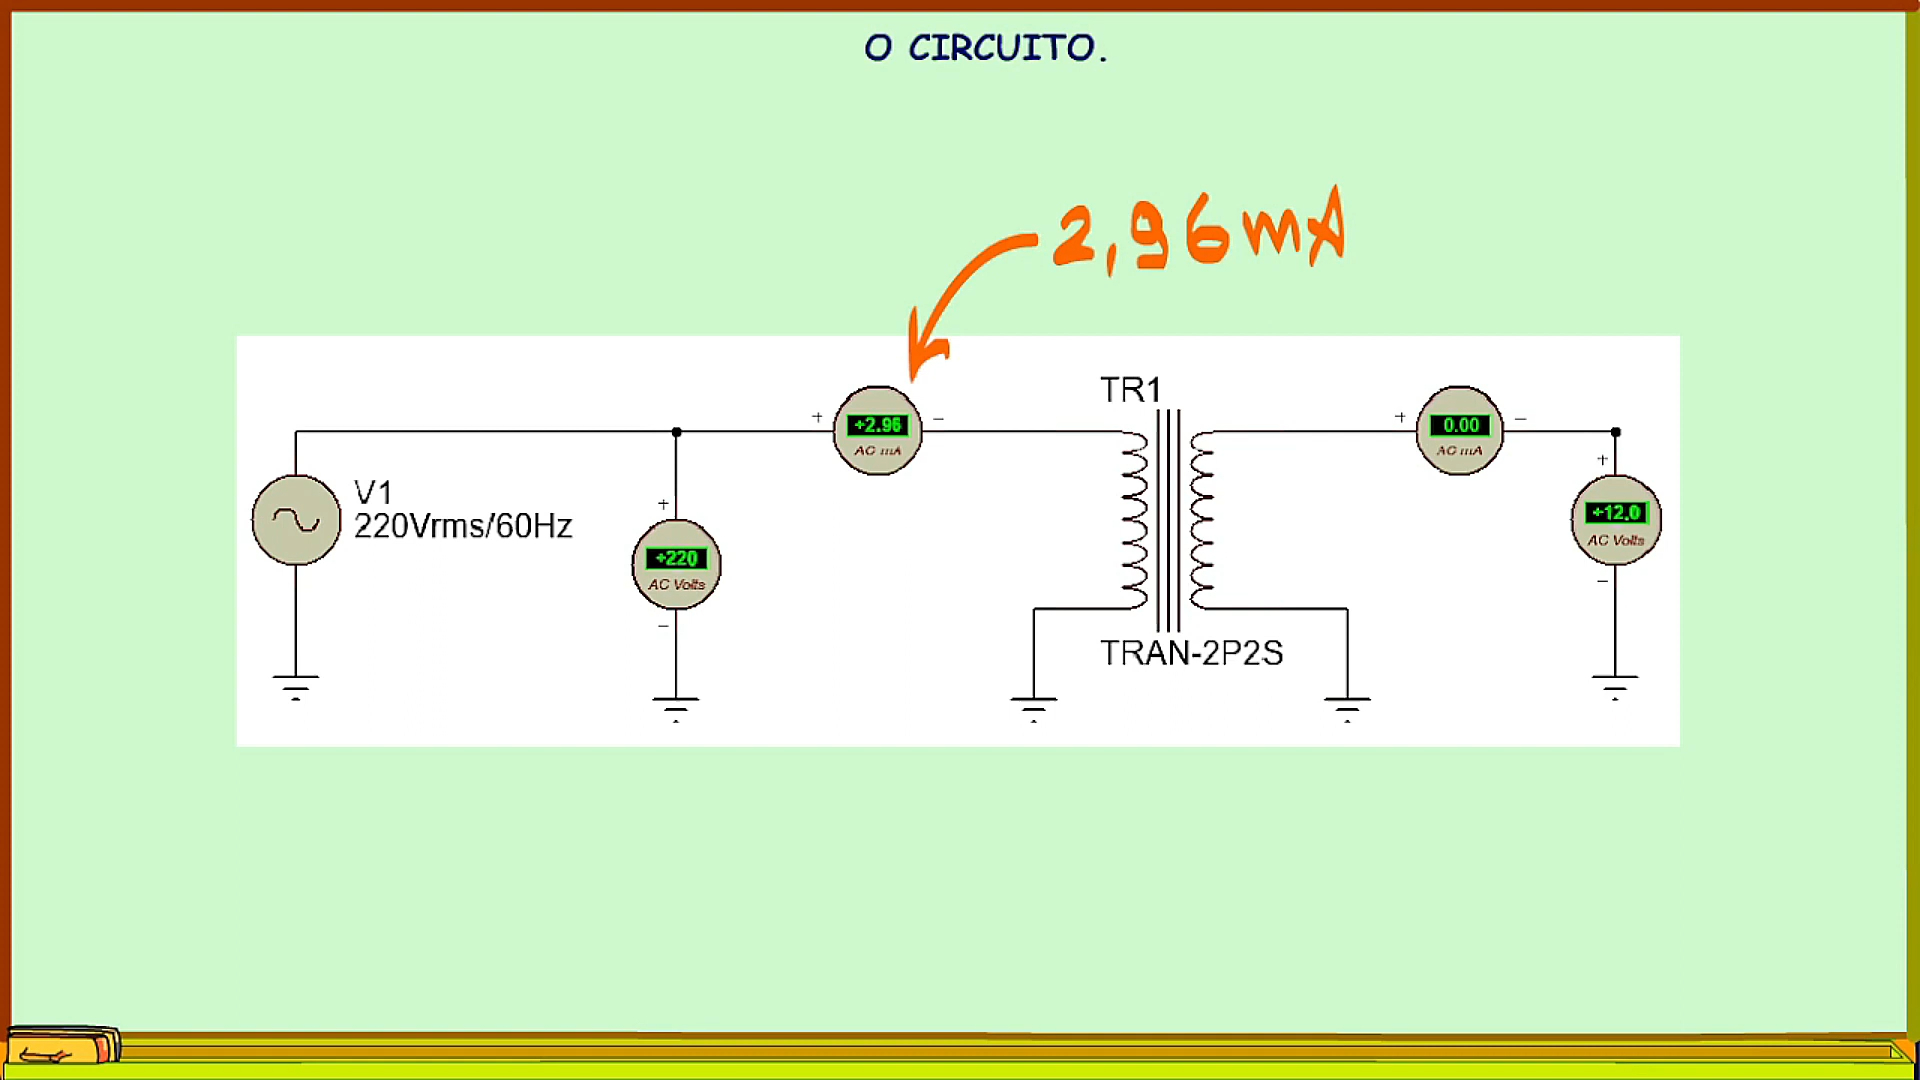 O CIRCUITO.
2,96mA
TR1
+ +2.96 −
AC mA
+ 0.00 −
AC mA
V1
220Vrms/60Hz
+
+220
AC Volts
−
+
+12.0
AC Volts
−
TRAN-2P2S